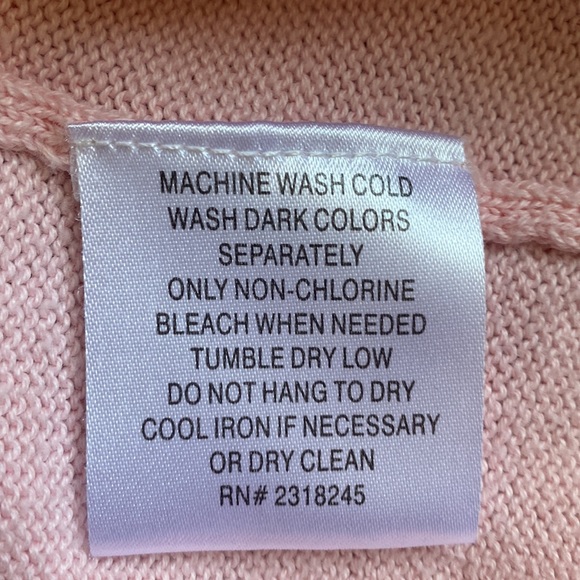 MACHINE WASH COLD
WASH DARK COLORS
SEPARATELY
ONLY NON-CHLORINE
BLEACH WHEN NEEDED
TUMBLE DRY LOW
DO NOT HANG TO DRY
COOL IRON IF NECESSARY
OR DRY CLEAN
RN# 2318245